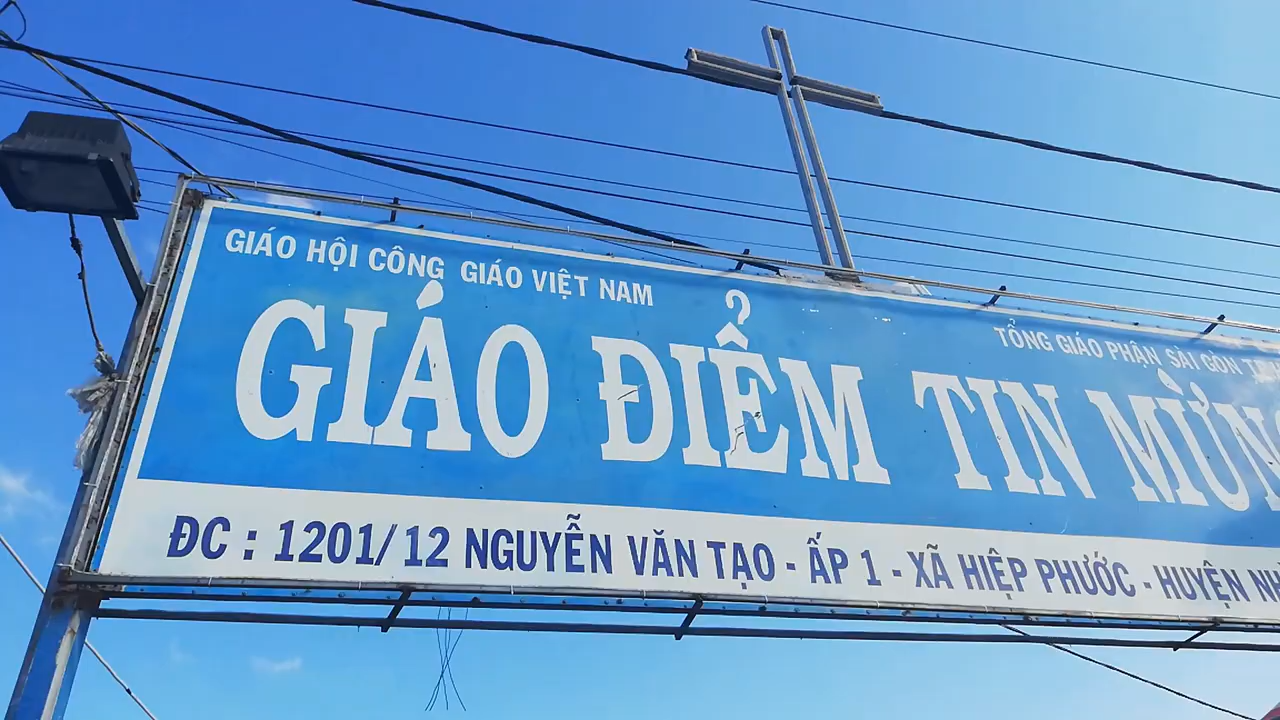 GIÁO HỘI CÔNG GIÁO VIỆT NAM
TỔNG GIÁO PHẬN SÀI GÒN
GIÁO ĐIỂM TIN MỪNG
ĐC : 1201/12 NGUYỄN VĂN TẠO - ẤP 1 - XÃ HIỆP PHƯỚC - HUYỆN